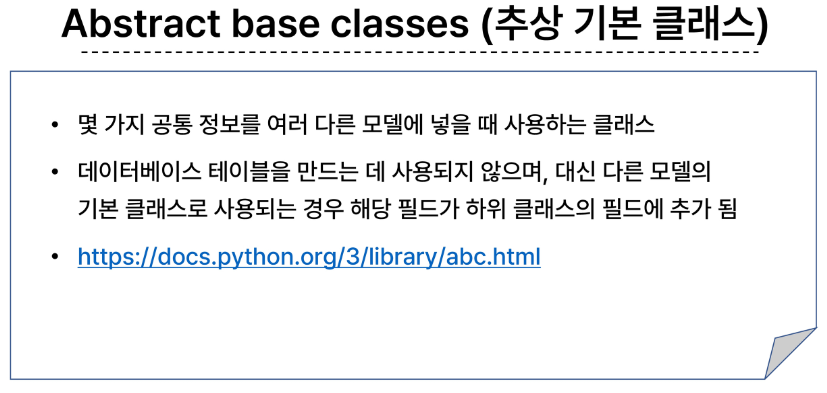 Abstract base classes (추상 기본 클래스)
• 몇 가지 공통 정보를 여러 다른 모델에 넣을 때 사용하는 클래스
• 데이터베이스 테이블을 만드는 데 사용되지 않으며, 대신 다른 모델의
기본 클래스로 사용되는 경우 해당 필드가 하위 클래스의 필드에 추가 됨
• https://docs.python.org/3/library/abc.html